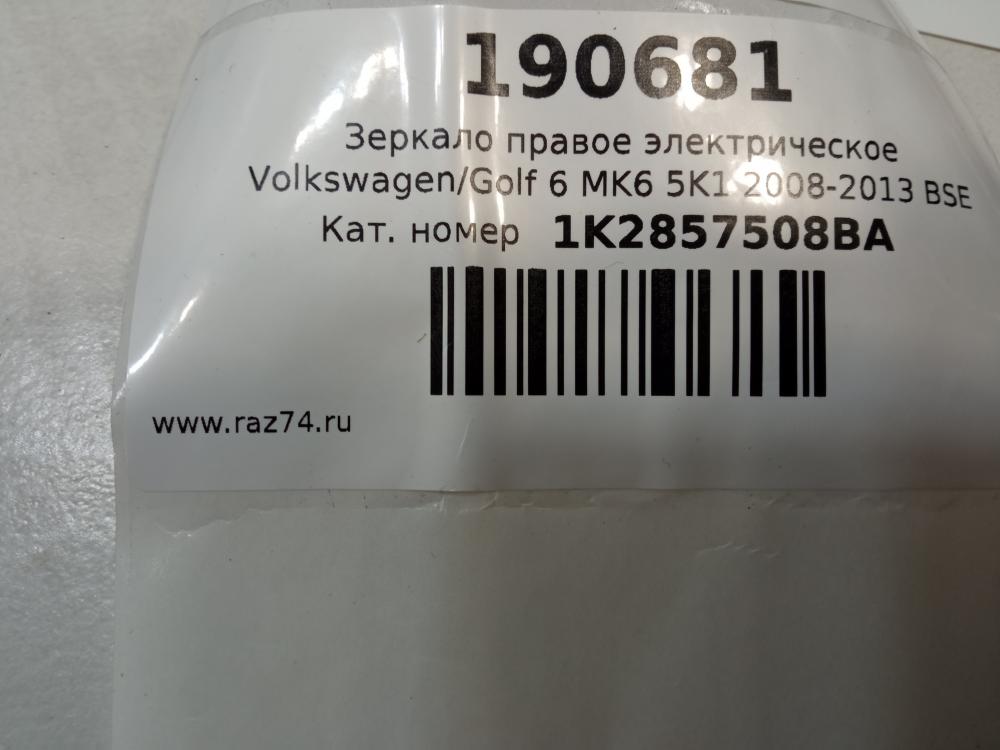 190681
Зеркало правое электрическое
Volkswagen/Golf 6 MK6 5K1 2008-2013 BSE
Кат. номер 1K2857508BA
www.raz74.ru